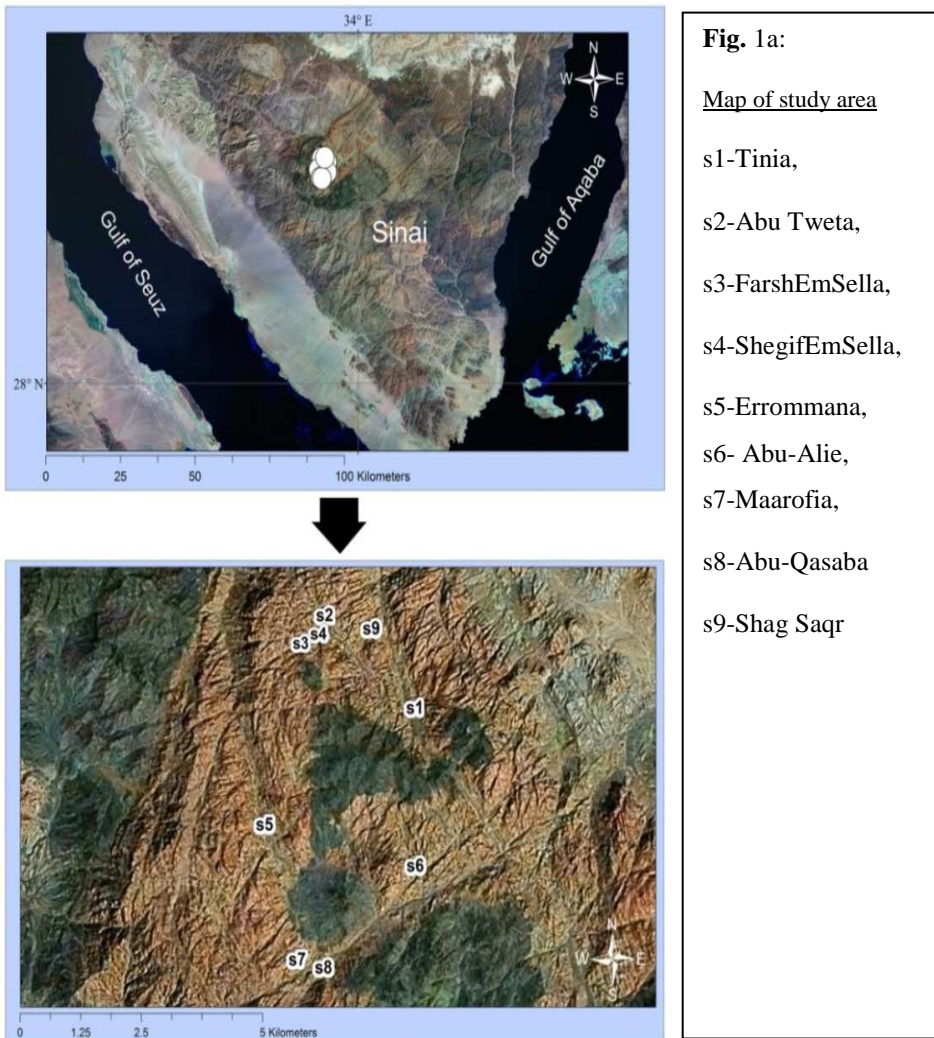 34° E
N
W E
S
Gulf of Seuz
Sinai
Gulf of Aqaba
28° N
0 25 50 100 Kilometers
s2
s4
s9
s3
s1
s5
s6
s7
s8
N
W E
S
0 1.25 2.5 5 Kilometers
Fig. 1a:
Map of study area
s1-Tinia,
s2-Abu Tweta,
s3-FarshEmSella,
s4-ShegifEmSella,
s5-Errommana,
s6- Abu-Alie,
s7-Maarofia,
s8-Abu-Qasaba
s9-Shag Saqr